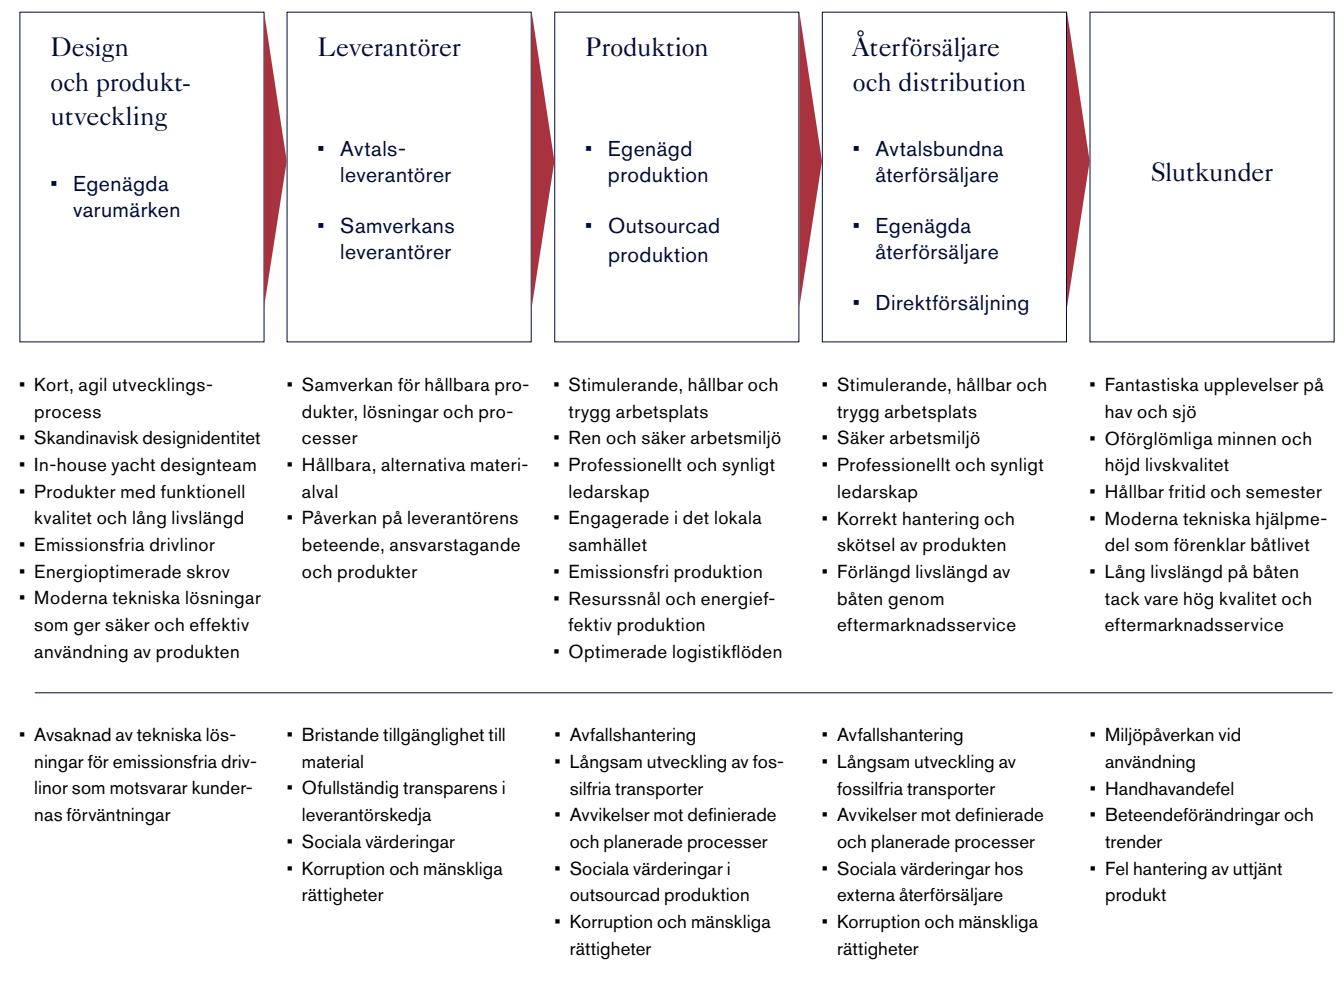 Design
och produkt-
utveckling
▪ Egenägda
varumärken
Leverantörer
▪ Avtals-
leverantörer
▪ Samverkans
leverantörer
Produktion
▪ Egenägd
produktion
▪ Outsourcad
produktion
Återförsäljare
och distribution
▪ Avtalsbundna
återförsäljare
▪ Egenägda
återförsäljare
▪ Direktförsäljning
Slutkunder
▪ Kort, agil utvecklings-
process
▪ Skandinavisk designidentitet
▪ In-house yacht designteam
▪ Produkter med funktionell
kvalitet och lång livslängd
▪ Emissionsfria drivlinor
▪ Energioptimerade skrov
▪ Moderna tekniska lösningar
som ger säker och effektiv
användning av produkten
▪ Samverkan för hållbara pro-
dukter, lösningar och pro-
cesser
▪ Hållbara, alternativa materi-
alval
▪ Påverkan på leverantörens
beteende, ansvarstagande
och produkter
▪ Stimulerande, hållbar och
trygg arbetsplats
▪ Ren och säker arbetsmiljö
▪ Professionellt och synligt
ledarskap
▪ Engagerade i det lokala
samhället
▪ Emissionsfri produktion
▪ Resurssnål och energief-
fektiv produktion
▪ Optimerade logistikflöden
▪ Stimulerande, hållbar och
trygg arbetsplats
▪ Säker arbetsmiljö
▪ Professionellt och synligt
ledarskap
▪ Korrekt hantering och
skötsel av produkten
▪ Förlängd livslängd av
båten genom
eftermarknadsservice
▪ Fantastiska upplevelser på
hav och sjö
▪ Oförglömliga minnen och
höjd livskvalitet
▪ Hållbar fritid och semester
▪ Moderna tekniska hjälpme-
del som förenklar båtlivet
▪ Lång livslängd på båten
tack vare hög kvalitet och
eftermarknadsservice
▪ Avsaknad av tekniska lös-
ningar för emissionsfria driv-
linor som motsvarar kunder-
nas förväntningar
▪ Bristande tillgänglighet till
material
▪ Ofullständig transparens i
leverantörskedja
▪ Sociala värderingar
▪ Korruption och mänskliga
rättigheter
▪ Avfallshantering
▪ Långsam utveckling av fos-
silfria transporter
▪ Avvikelser mot definierade
och planerade processer
▪ Sociala värderingar i
outsourcad produktion
▪ Korruption och mänskliga
rättigheter
▪ Avfallshantering
▪ Långsam utveckling av
fossilfria transporter
▪ Avvikelser mot definierade
och planerade processer
▪ Sociala värderingar hos
externa återförsäljare
▪ Korruption och mänskliga
rättigheter
▪ Miljöpåverkan vid
användning
▪ Handhavandefel
▪ Beteendeförändringar och
trender
▪ Fel hantering av uttjänt
produkt